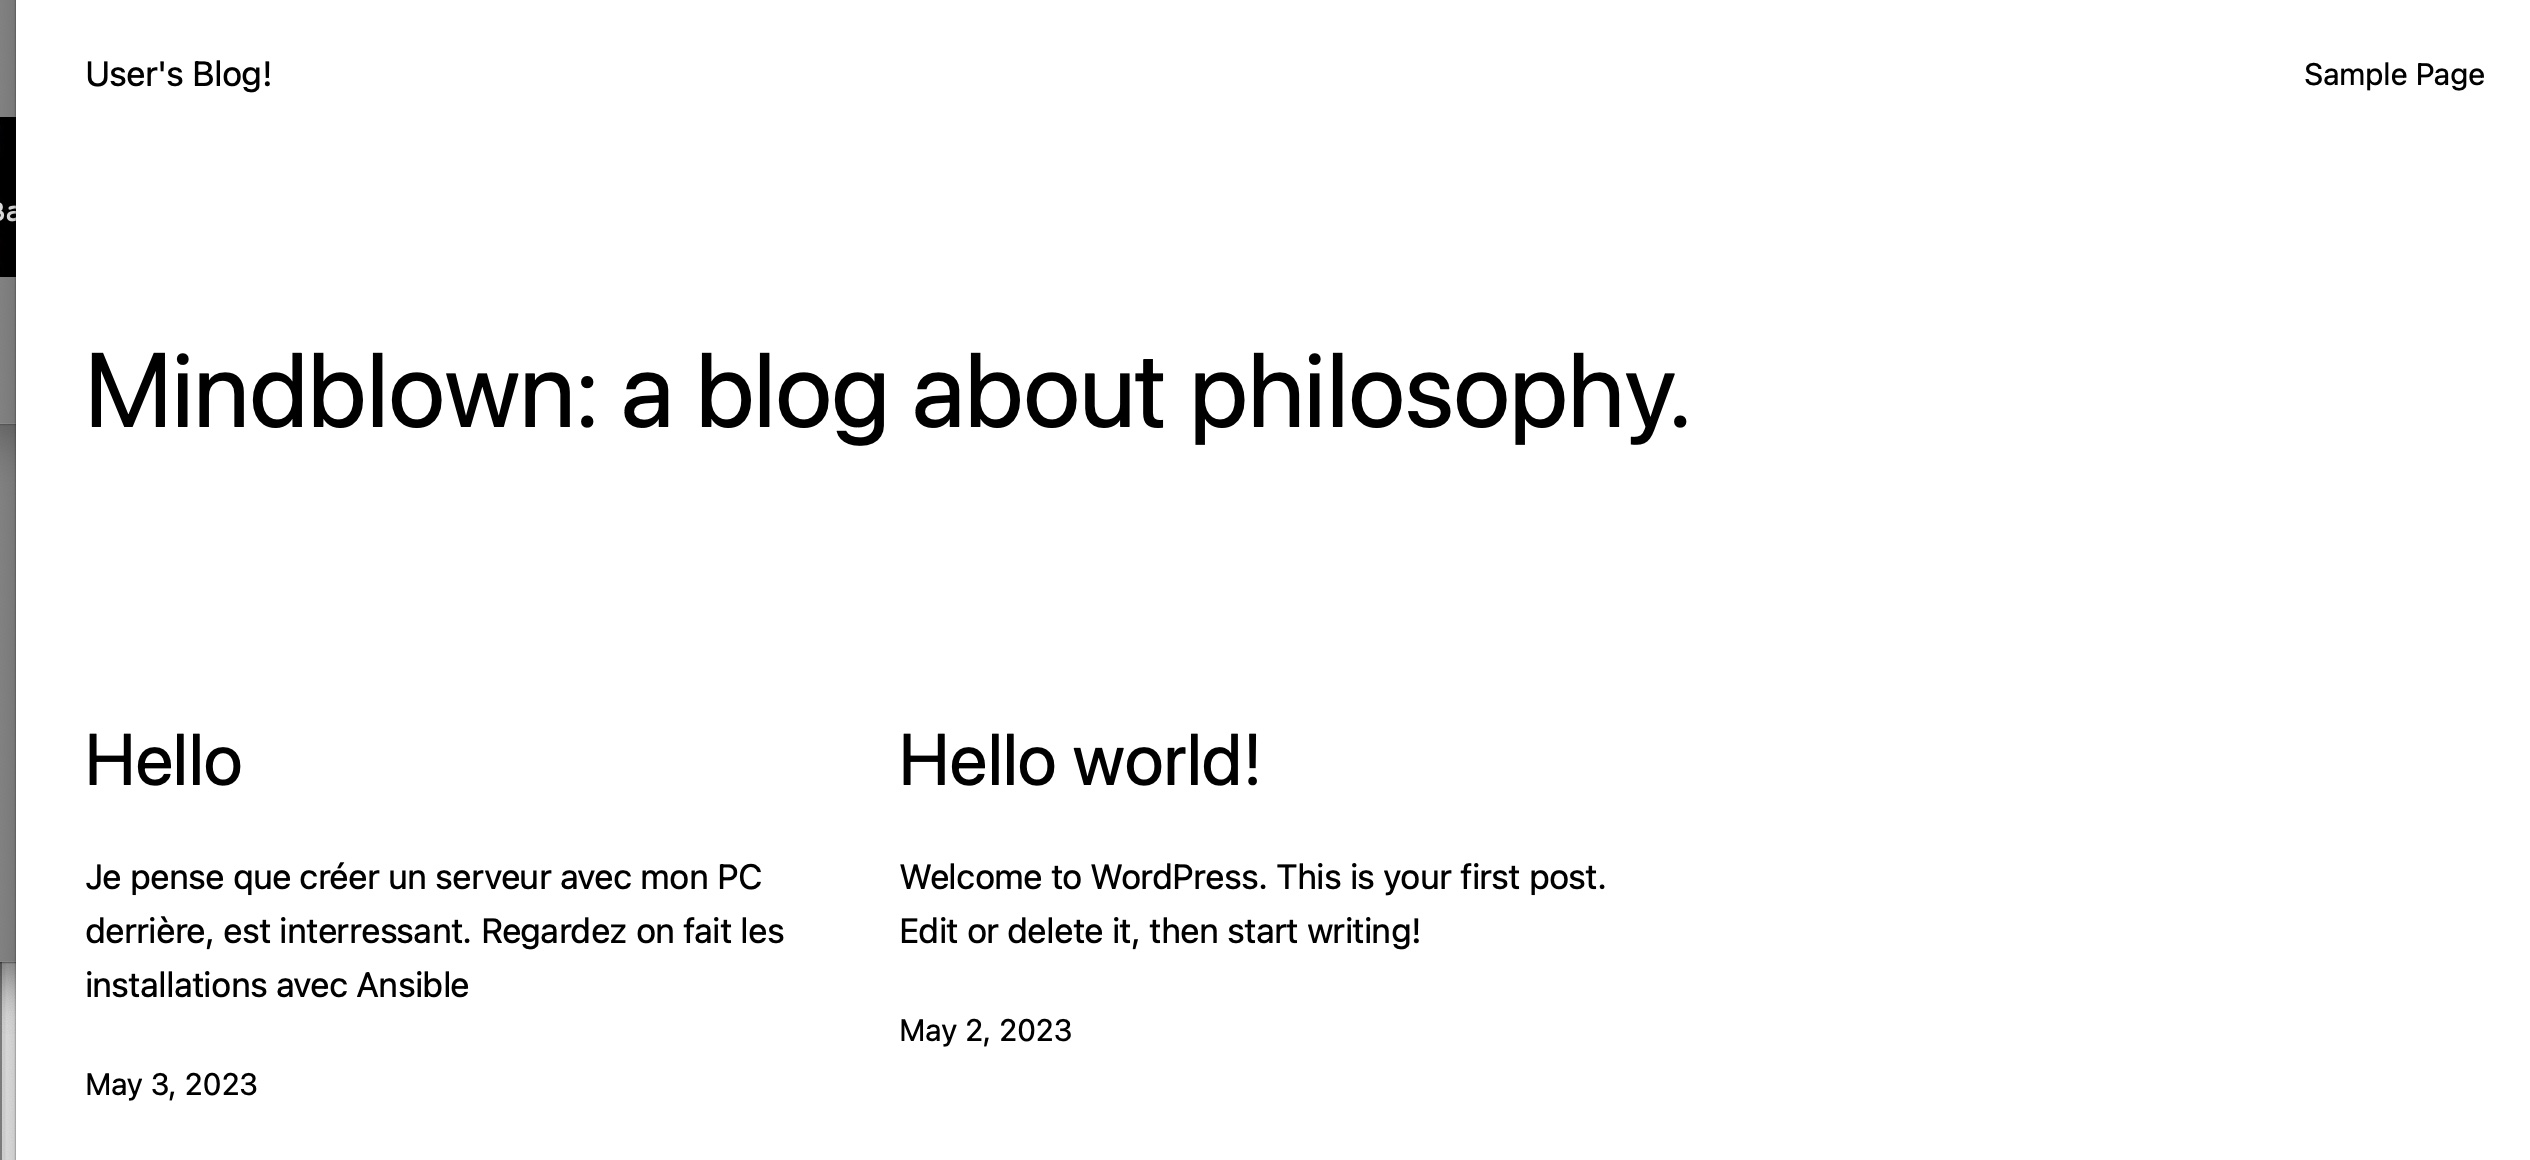 User's Blog!
Sample Page
Mindblown: a blog about philosophy.
Hello
Je pense que créer un serveur avec mon PC
derrière, est interressant. Regardez on fait les
installations avec Ansible
May 3, 2023
Hello world!
Welcome to WordPress. This is your first post.
Edit or delete it, then start writing!
May 2, 2023